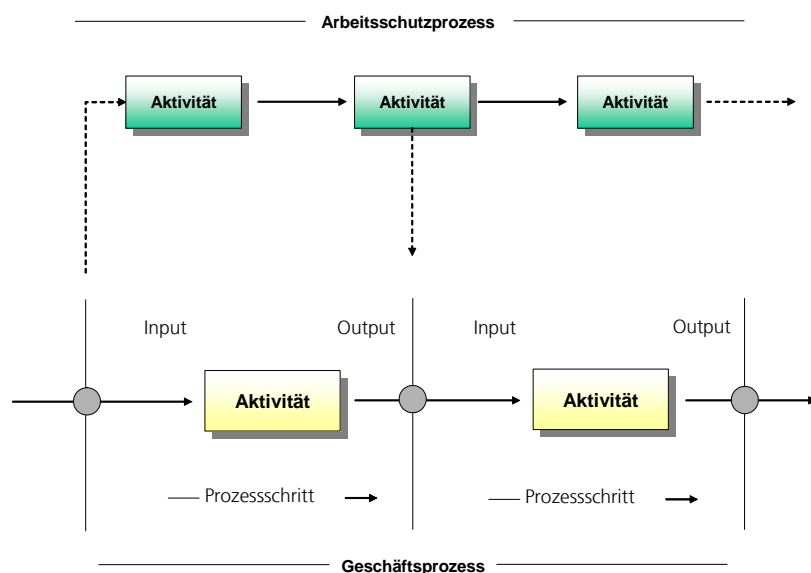 Arbeitsschutzprozess
Aktivität Aktivität Aktivität
Input Output Input Output
Aktivität Aktivität
Prozessschritt Prozessschritt
Geschäftsprozess